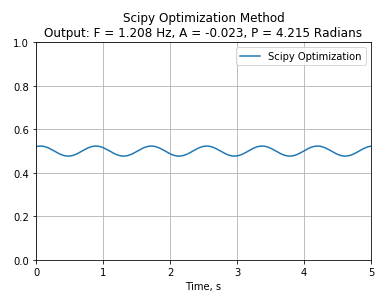 Scipy Optimization Method
Output: F = 1.208 Hz, A = -0.023, P = 4.215 Radians
1.0
0.8
0.6
0.4
0.2
0.0
Scipy Optimization
0 1 2 3 4 5
Time, s